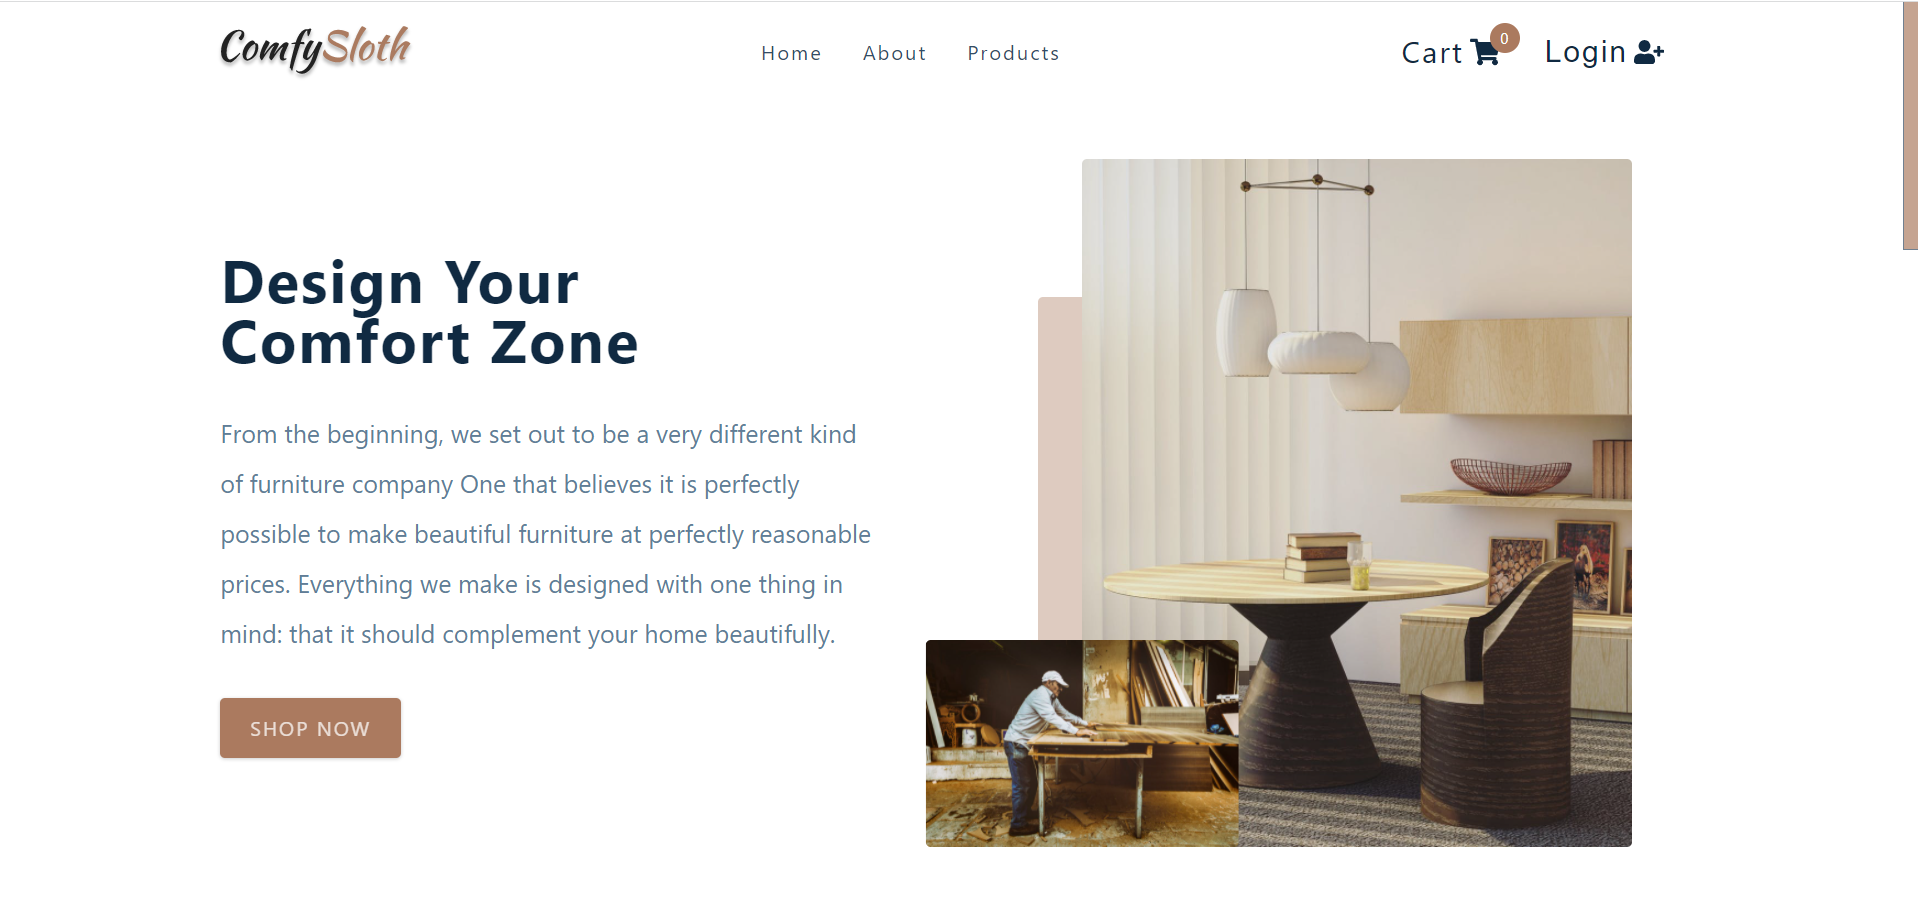 ComfySloth
Home About Products
Cart 0 Login
Design Your
Comfort Zone
From the beginning, we set out to be a very different kind
of furniture company One that believes it is perfectly
possible to make beautiful furniture at perfectly reasonable
prices. Everything we make is designed with one thing in
mind: that it should complement your home beautifully.
SHOP NOW